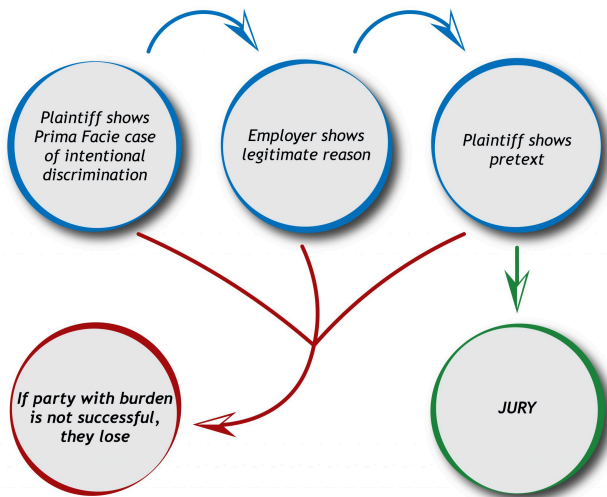 Plaintiff shows
Prima Facie case
of intentional
discrimination
Employer shows
legitimate reason
Plaintiff shows
pretext
If party with burden
is not successful,
they lose
JURY